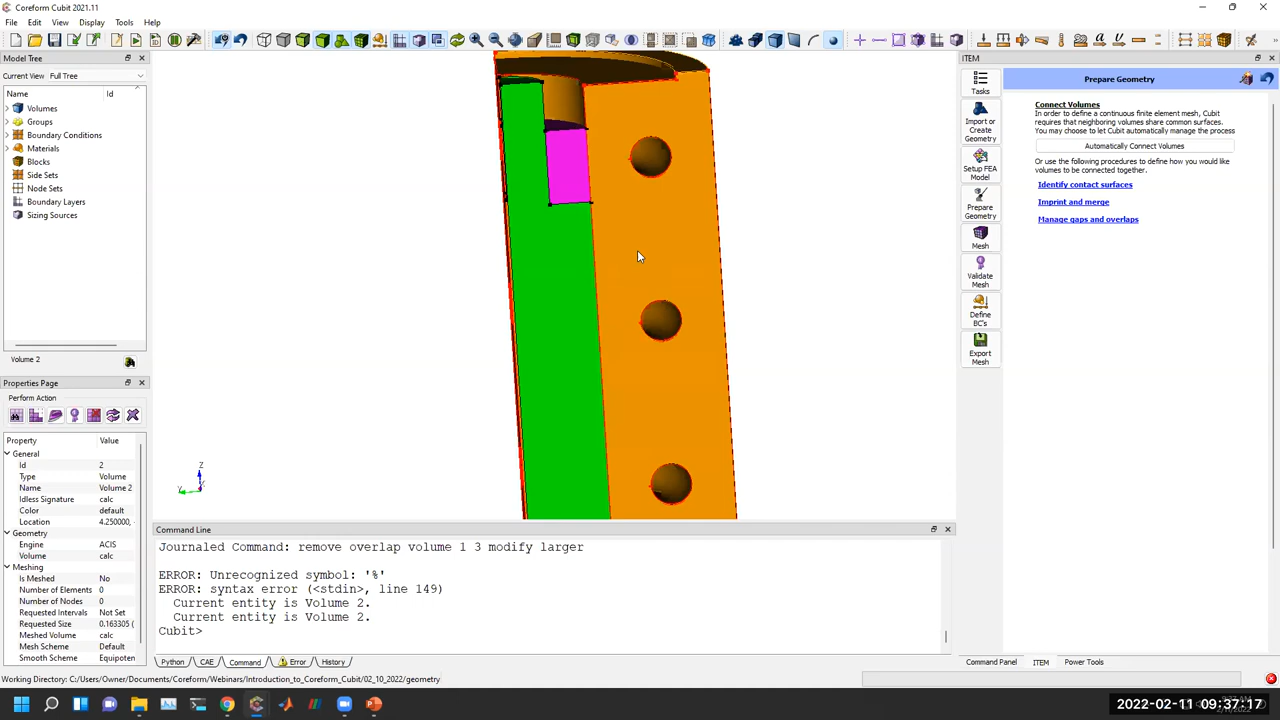 Coreform Cubit 2021.11
File Edit View Display Tools Help
Model Tree
Current View Full Tree
Name Id
Volumes
Groups
Boundary Conditions
Materials
Blocks
Side Sets
Node Sets
Boundary Layers
Sizing Sources
Volume 2
Properties Page
Perform Action
Property Value
General
Id 2
Type Volume
Name Volume 2
Idless Signature calc
Color default
Location 4.250000,
Geometry
Engine ACIS
Volume calc
Meshing
Is Meshed No
Number of Elements 0
Number of Nodes 0
Requested Intervals Not Set
Requested Size 0.163305 (
Meshed Volume calc
Mesh Scheme Default
Smooth Scheme Equipoten
Z
Y
Command Line
Journaled Command: remove overlap volume 1 3 modify larger
ERROR: Unrecognized symbol: '%'
ERROR: syntax error (<stdin>, line 149)
Current entity is Volume 2.
Current entity is Volume 2.
Cubit>
Python CAE Command Error History
Working Directory: C:/Users/Owner/Documents/Coreform/Webinars/Introduction_to_Coreform_Cubit/02_10_2022/geometry
ITEM
Tasks
Import or
Create
Geometry
Setup FEA
Model
Prepare
Geometry
Mesh
Validate
Mesh
Define
BC's
Export
Mesh
Prepare Geometry
Connect Volumes
In order to define a continuous finite element mesh, Cubit
requires that neighboring volumes share common surfaces.
You may choose to let Cubit automatically manage the process
Automatically Connect Volumes
Or use the following procedures to define how you would like
volumes to be connected together.
Identify contact surfaces
Imprint and merge
Manage gaps and overlaps
Command Panel ITEM Power Tools
2022-02-11 09:37:17